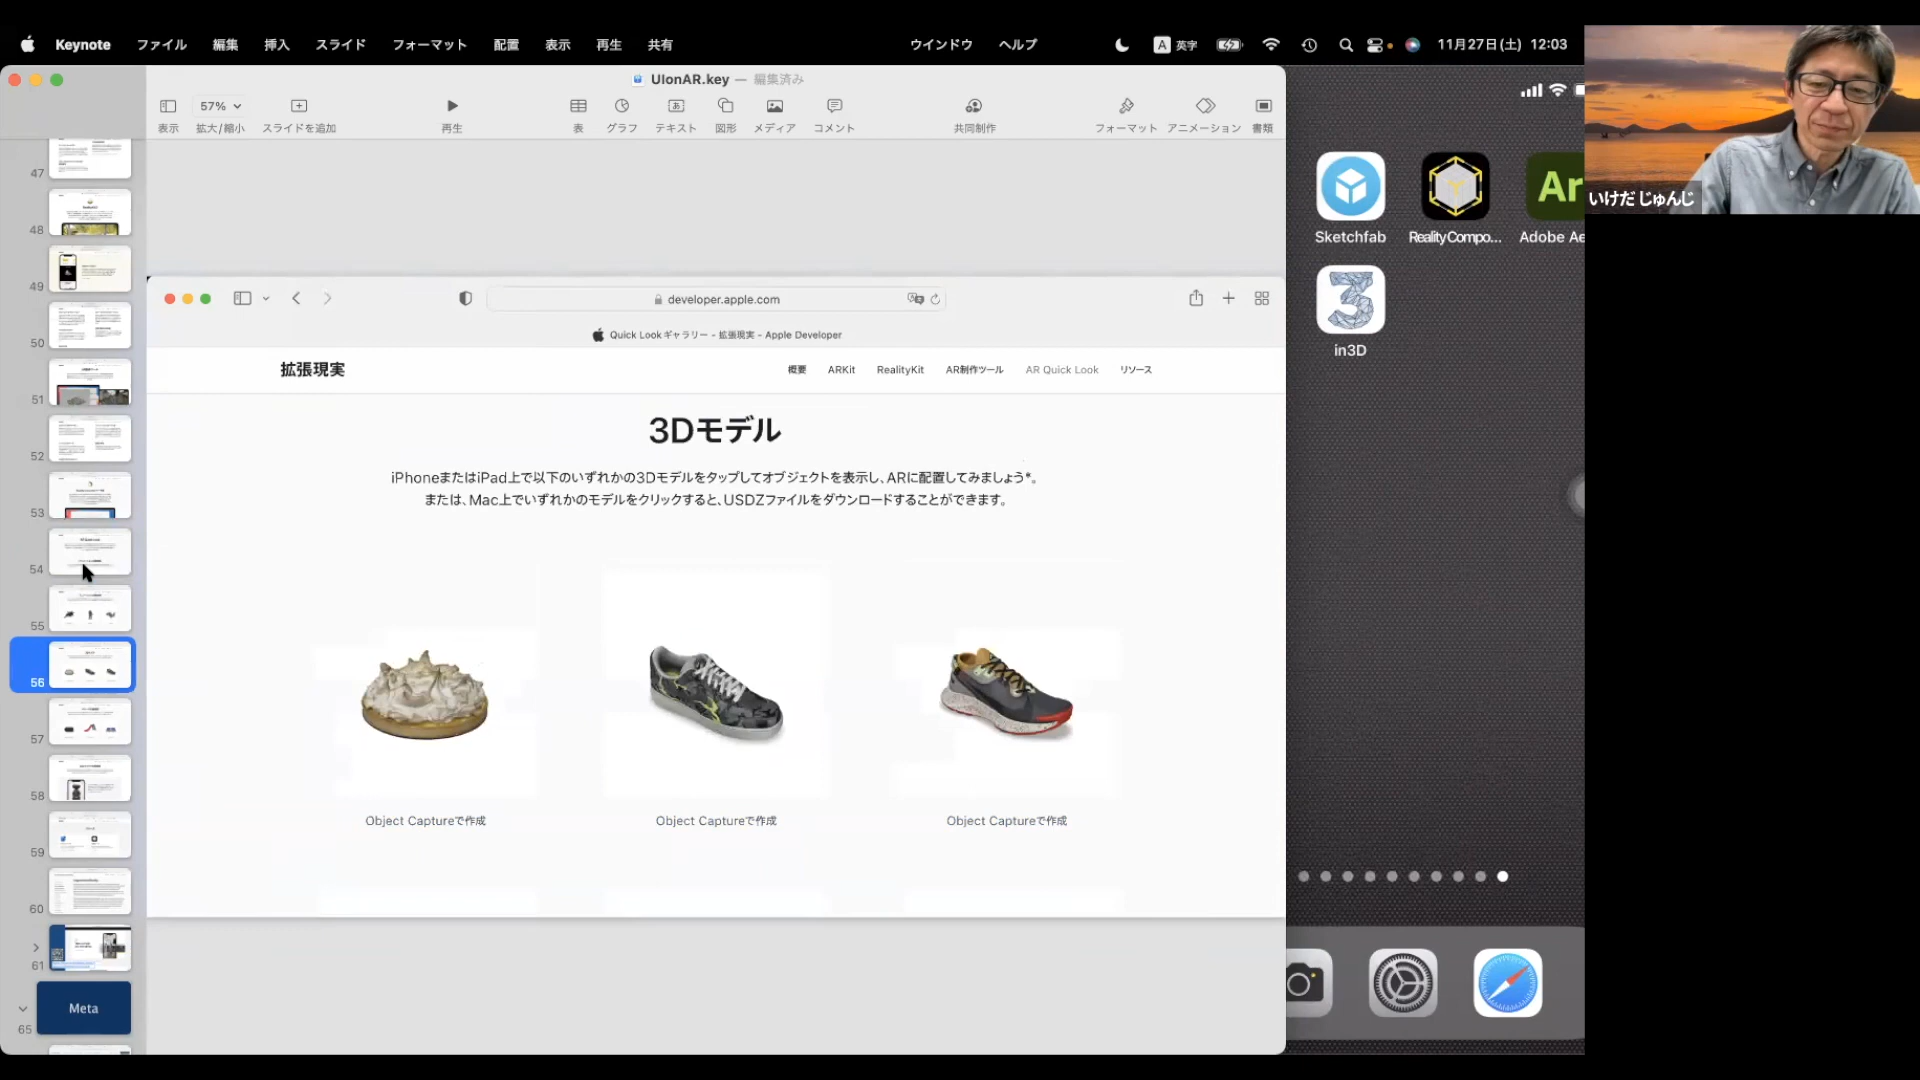 Keynote ファイル 編集 挿入 スライド フォーマット 配置 表示 再生 共有 ウインドウ ヘルプ A 英字 11月27日(土) 12:03
UIonAR.key — 編集済み
57%
表示 拡大/縮小 スライドを追加 再生 表 グラフ テキスト 図形 メディア コメント 共同制作 フォーマット アニメーション 書類
47
48
49
50
51
52
53
54
55
56
57
58
59
60
61
Meta
65
developer.apple.com
Quick Lookギャラリー - 拡張現実 - Apple Developer
拡張現実 概要 ARKit RealityKit AR制作ツール AR Quick Look リソース
3Dモデル
iPhoneまたはiPad上で以下のいずれかの3Dモデルをタップしてオブジェクトを表示し、ARに配置してみましょう*。
または、Mac上でいずれかのモデルをクリックすると、USDZファイルをダウンロードすることができます。
Object Captureで作成 Object Captureで作成 Object Captureで作成
Ar
Sketchfab RealityCompo... Adobe Ae
in3D
いけだ じゅんじ